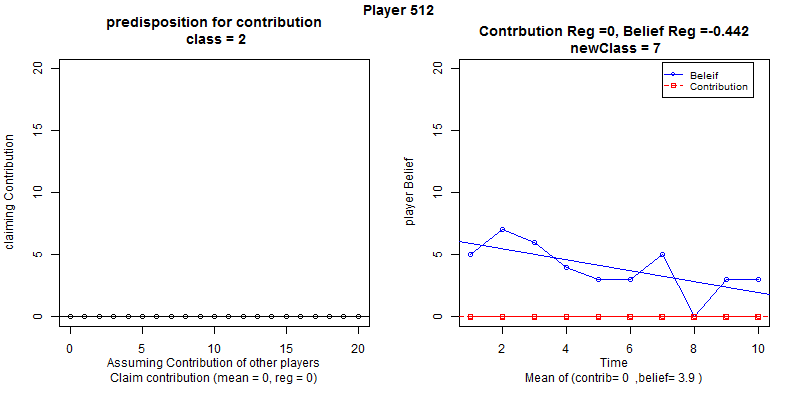 Player 512
predisposition for contribution
class = 2
claiming Contribution
20
15
10
5
0
0
5
10
15
20
Assuming Contribution of other players
Claim contribution (mean = 0, reg = 0)
Contrbution Reg =0, Belief Reg =-0.442
newClass = 7
player Belief
20
15
10
5
0
Beleif
Contribution
2
4
6
8
10
Time
Mean of (contrib= 0  ,belief= 3.9 )